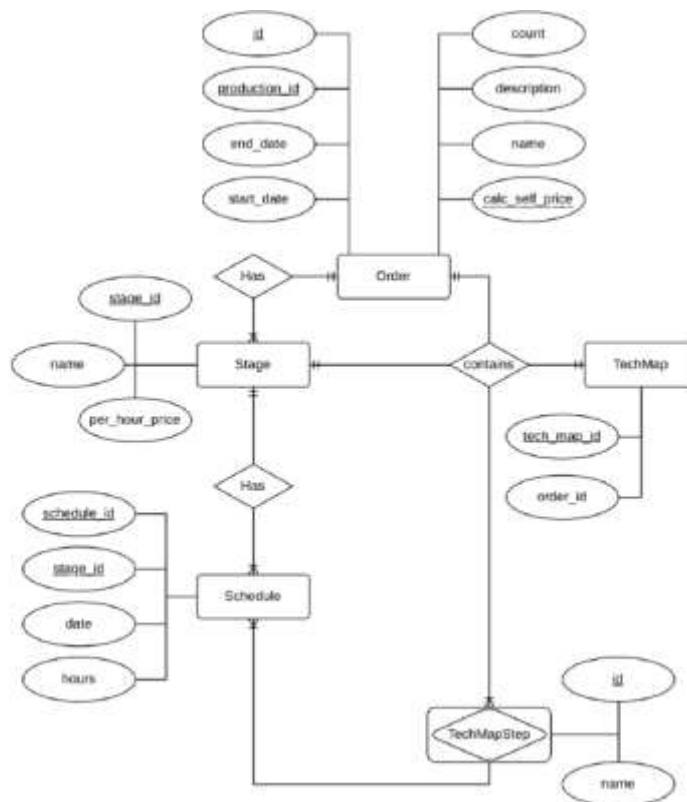 id
count
production_id
description
end_date
name
start_date
calc_self_price
Has
Order
stage_id
name
Stage
contains
TechMap
per_hour_price
tech_map_id
Has
order_id
schedule_id
stage_id
Schedule
date
hours
id
TechMapStep
name